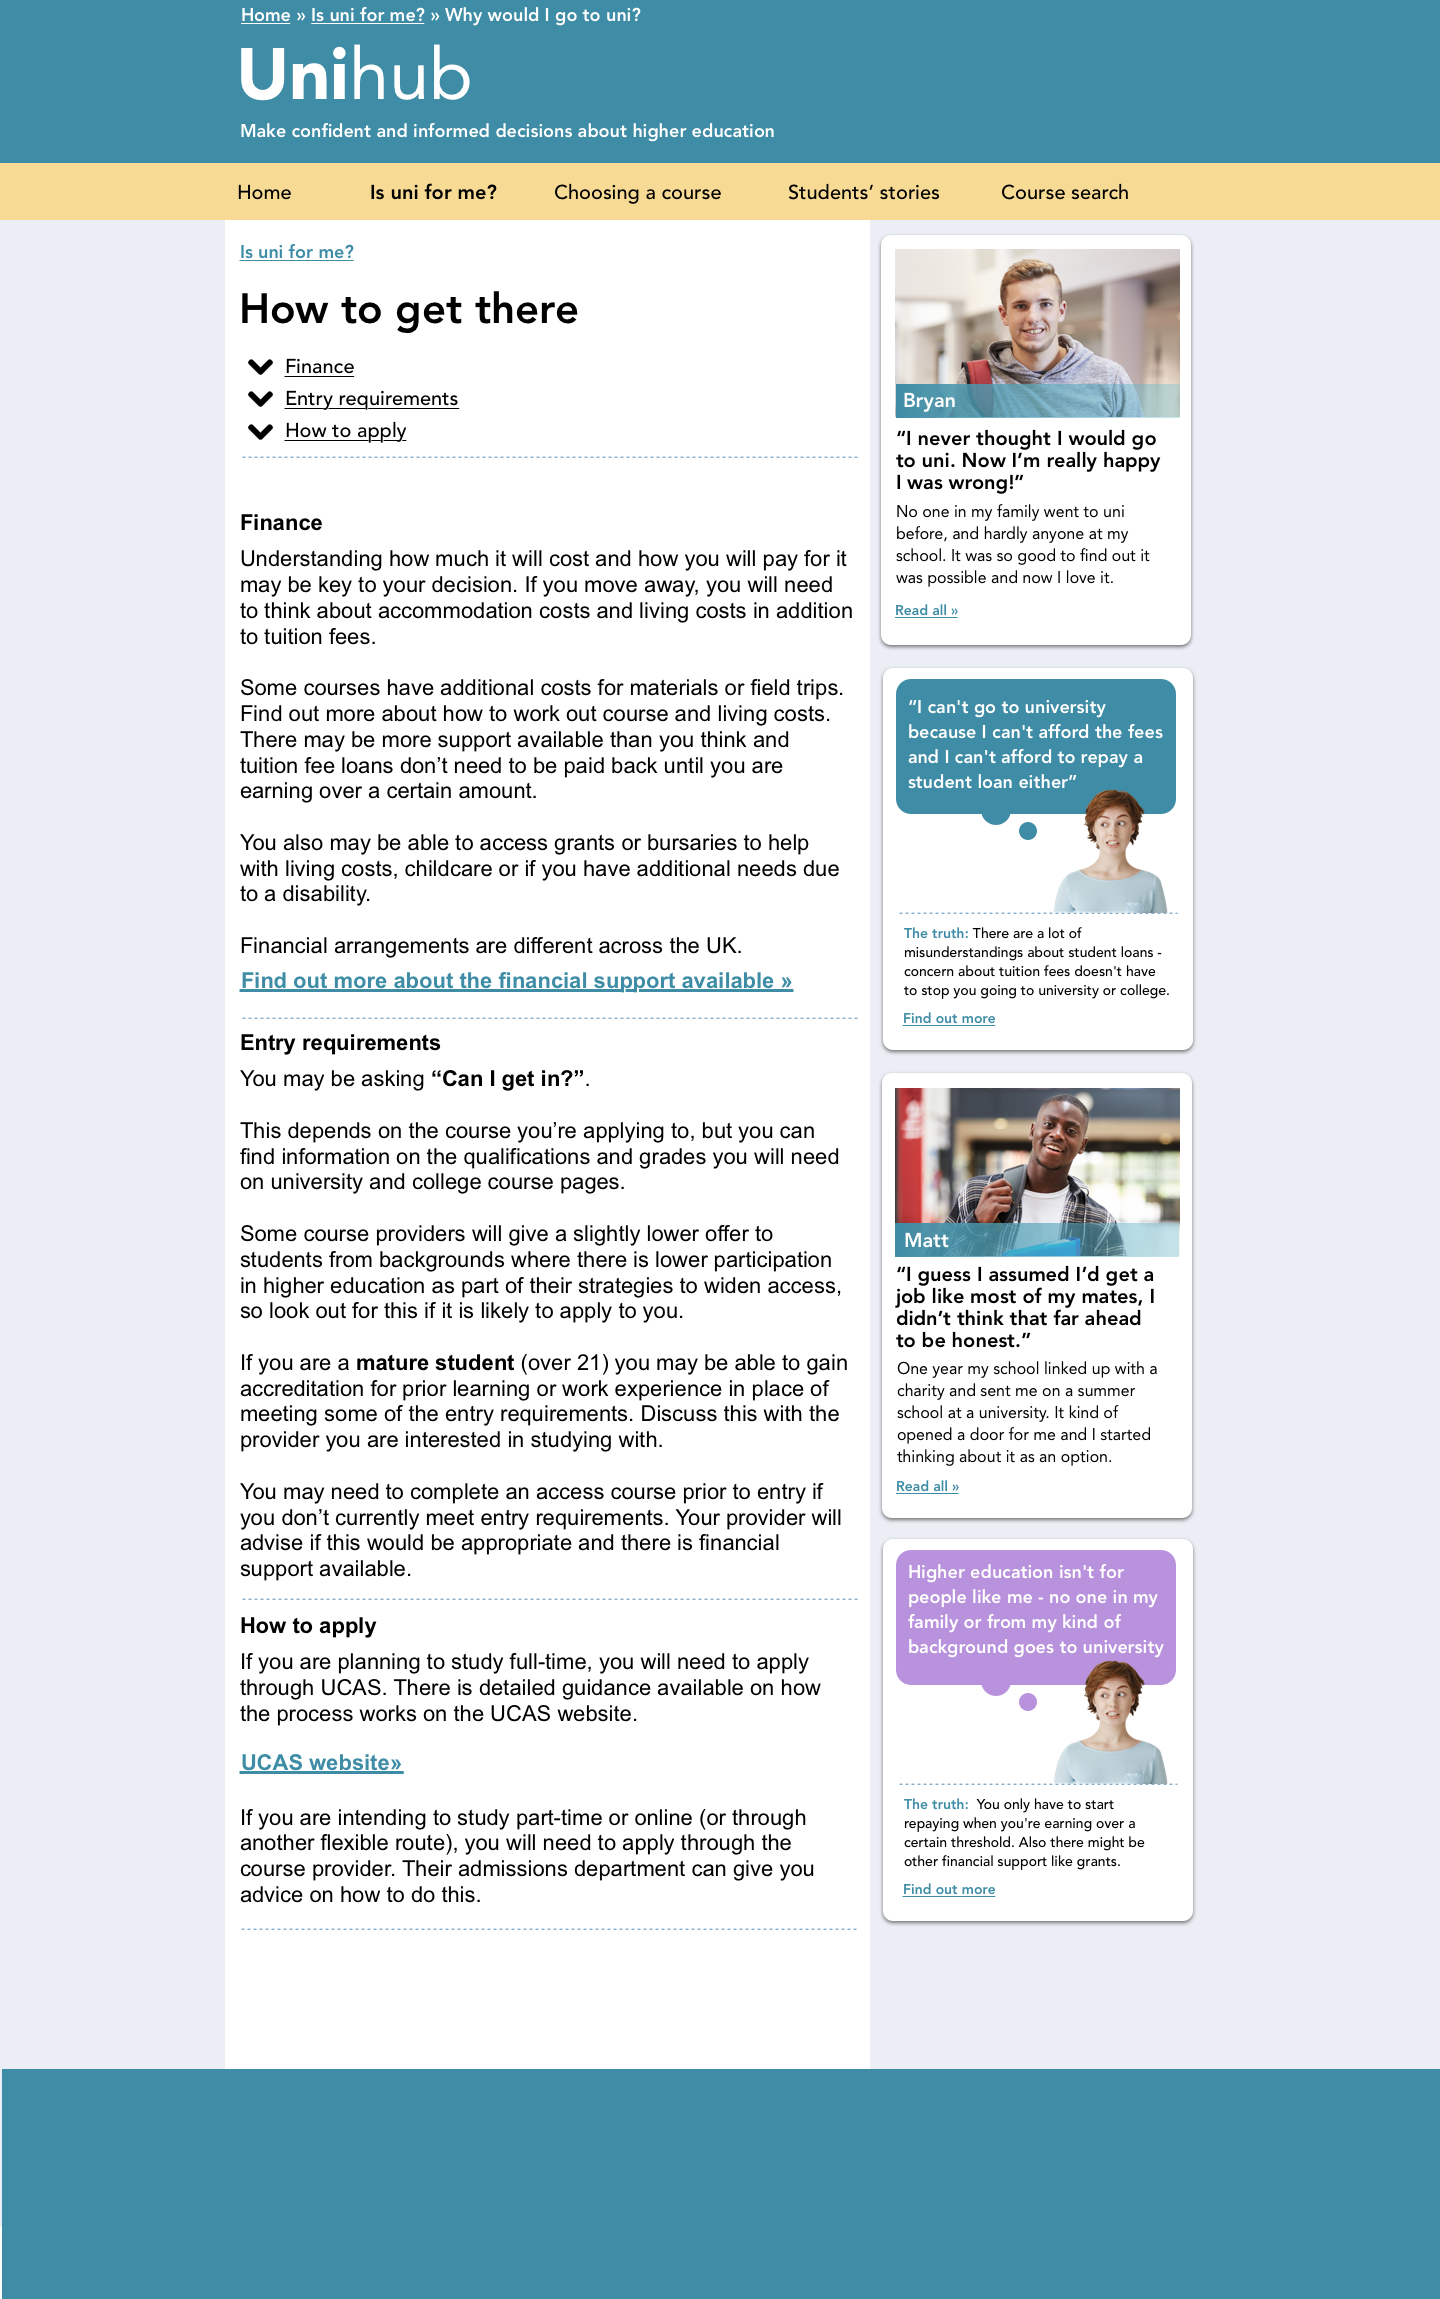 Home » Is uni for me? » Why would I go to uni?
Unihub
Make confident and informed decisions about higher education
Home
Is uni for me?
Choosing a course
Students’ stories
Course search
Is uni for me?
How to get there
Finance
Entry requirements
How to apply
Finance
Understanding how much it will cost and how you will pay for it
may be key to your decision. If you move away, you will need
to think about accommodation costs and living costs in addition
to tuition fees.
Some courses have additional costs for materials or field trips.
Find out more about how to work out course and living costs.
There may be more support available than you think and
tuition fee loans don’t need to be paid back until you are
earning over a certain amount.
You also may be able to access grants or bursaries to help
with living costs, childcare or if you have additional needs due
to a disability.
Financial arrangements are different across the UK.
Find out more about the financial support available »
Entry requirements
You may be asking “Can I get in?”.
This depends on the course you’re applying to, but you can
find information on the qualifications and grades you will need
on university and college course pages.
Some course providers will give a slightly lower offer to
students from backgrounds where there is lower participation
in higher education as part of their strategies to widen access,
so look out for this if it is likely to apply to you.
If you are a mature student (over 21) you may be able to gain
accreditation for prior learning or work experience in place of
meeting some of the entry requirements. Discuss this with the
provider you are interested in studying with.
You may need to complete an access course prior to entry if
you don’t currently meet entry requirements. Your provider will
advise if this would be appropriate and there is financial
support available.
How to apply
If you are planning to study full-time, you will need to apply
through UCAS. There is detailed guidance available on how
the process works on the UCAS website.
UCAS website»
If you are intending to study part-time or online (or through
another flexible route), you will need to apply through the
course provider. Their admissions department can give you
advice on how to do this.
Bryan
“I never thought I would go
to uni. Now I’m really happy
I was wrong!”
No one in my family went to uni
before, and hardly anyone at my
school. It was so good to find out it
was possible and now I love it.
Read all »
“I can't go to university
because I can't afford the fees
and I can't afford to repay a
student loan either”
The truth: There are a lot of
misunderstandings about student loans -
concern about tuition fees doesn't have
to stop you going to university or college.
Find out more
Matt
“I guess I assumed I’d get a
job like most of my mates, I
didn’t think that far ahead
to be honest.”
One year my school linked up with a
charity and sent me on a summer
school at a university. It kind of
opened a door for me and I started
thinking about it as an option.
Read all »
Higher education isn't for
people like me - no one in my
family or from my kind of
background goes to university
The truth: You only have to start
repaying when you're earning over a
certain threshold. Also there might be
other financial support like grants.
Find out more